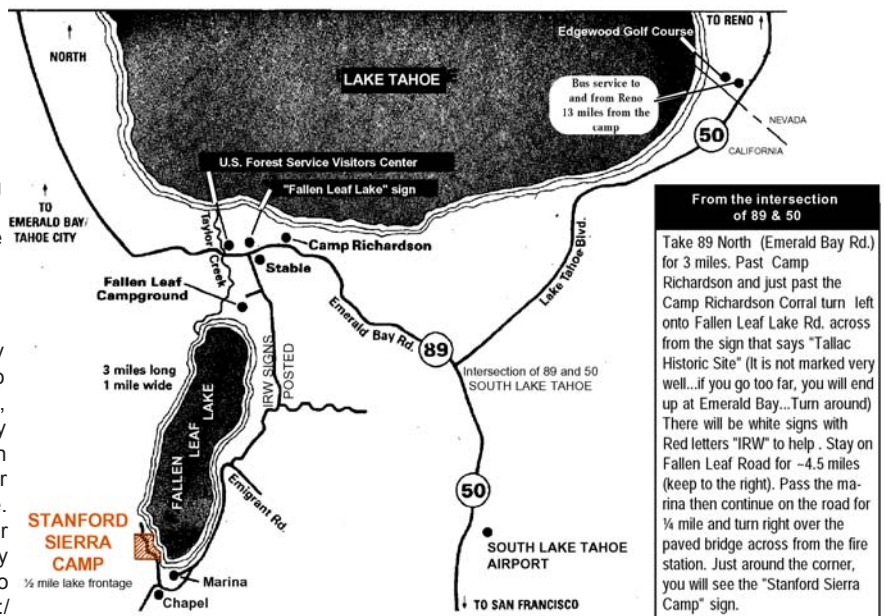 TO RENO
Edgewood Golf Course
NORTH
LAKE TAHOE
Bus service to
and from Reno
13 miles from the
camp
NEVADA
50
CALIFORNIA
U.S. Forest Service Visitors Center
"Fallen Leaf Lake" sign
TO
EMERALD BAY/
TAHOE CITY
Taylor
Creek
Camp Richardson
Stable
Lake Tahoe Blvd.
Fallen Leaf
Campground
Emerald Bay Rd.
89
3 miles long
1 mile wide
IRW SIGNS
POSTED
Intersection of 89 and 50
SOUTH LAKE TAHOE
FALLEN
LEAF
LAKE
Emigrant Rd.
50
STANFORD
SIERRA
CAMP
½ mile lake frontage
SOUTH LAKE TAHOE
AIRPORT
Marina
Chapel
TO SAN FRANCISCO
From the intersection
of 89 & 50
Take 89 North (Emerald Bay Rd.)
for 3 miles. Past Camp
Richardson and just past the
Camp Richardson Corral turn left
onto Fallen Leaf Lake Rd. across
from the sign that says "Tallac
Historic Site" (It is not marked very
well...if you go too far, you will end
up at Emerald Bay...Turn around)
There will be white signs with
Red letters "IRW" to help . Stay on
Fallen Leaf Road for ~4.5 miles
(keep to the right). Pass the ma-
rina then continue on the road for
¼ mile and turn right over the
paved bridge across from the fire
station. Just around the corner,
you will see the "Stanford Sierra
Camp" sign.